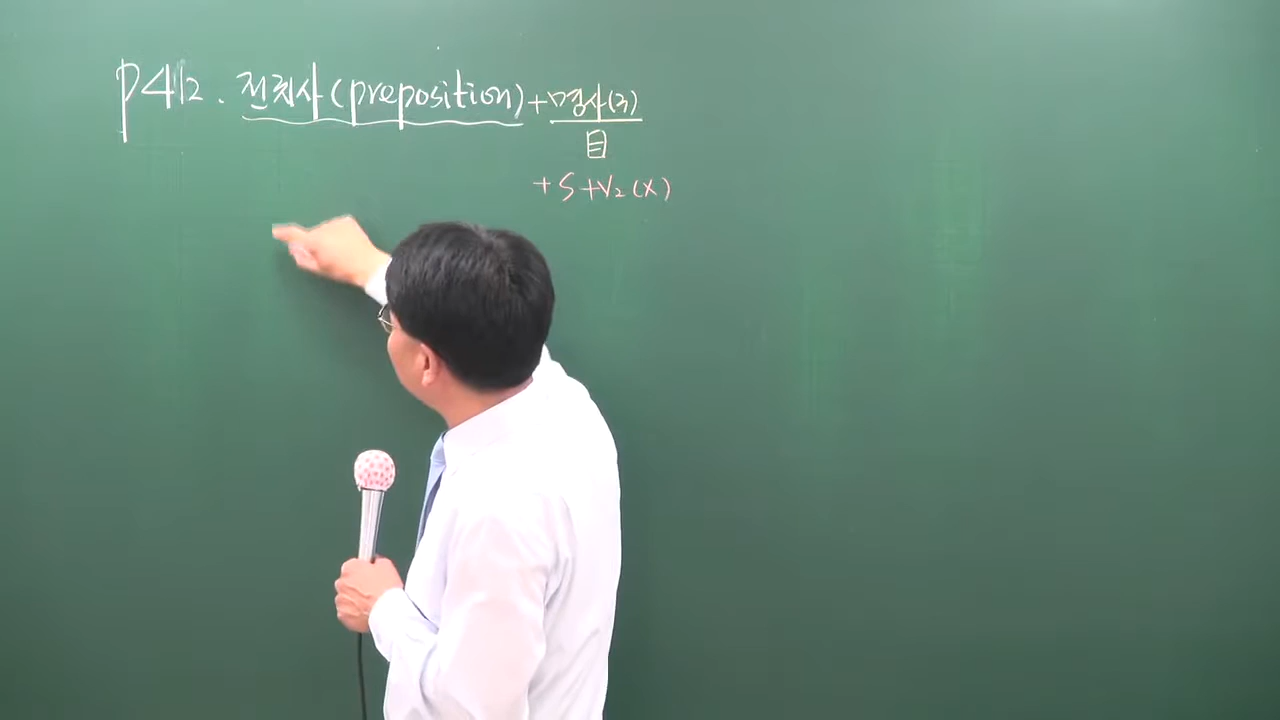 P412. 전치사(preposition)+명사(구)
目
+S+V₂(X)